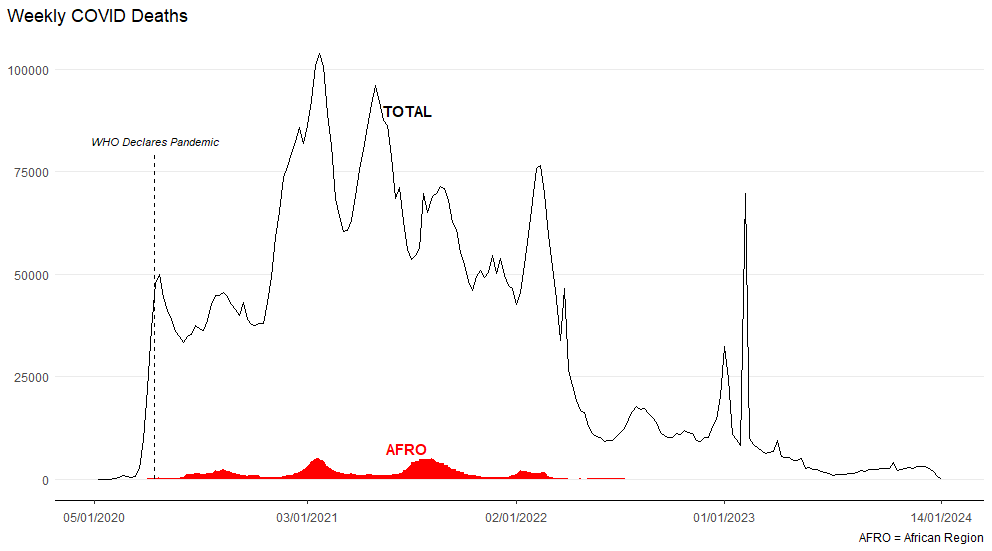 Weekly COVID Deaths
100000
TOTAL
WHO Declares Pandemic
75000
50000
25000
AFRO
0
05/01/2020 03/01/2021 02/01/2022 01/01/2023 14/01/2024
AFRO = African Region